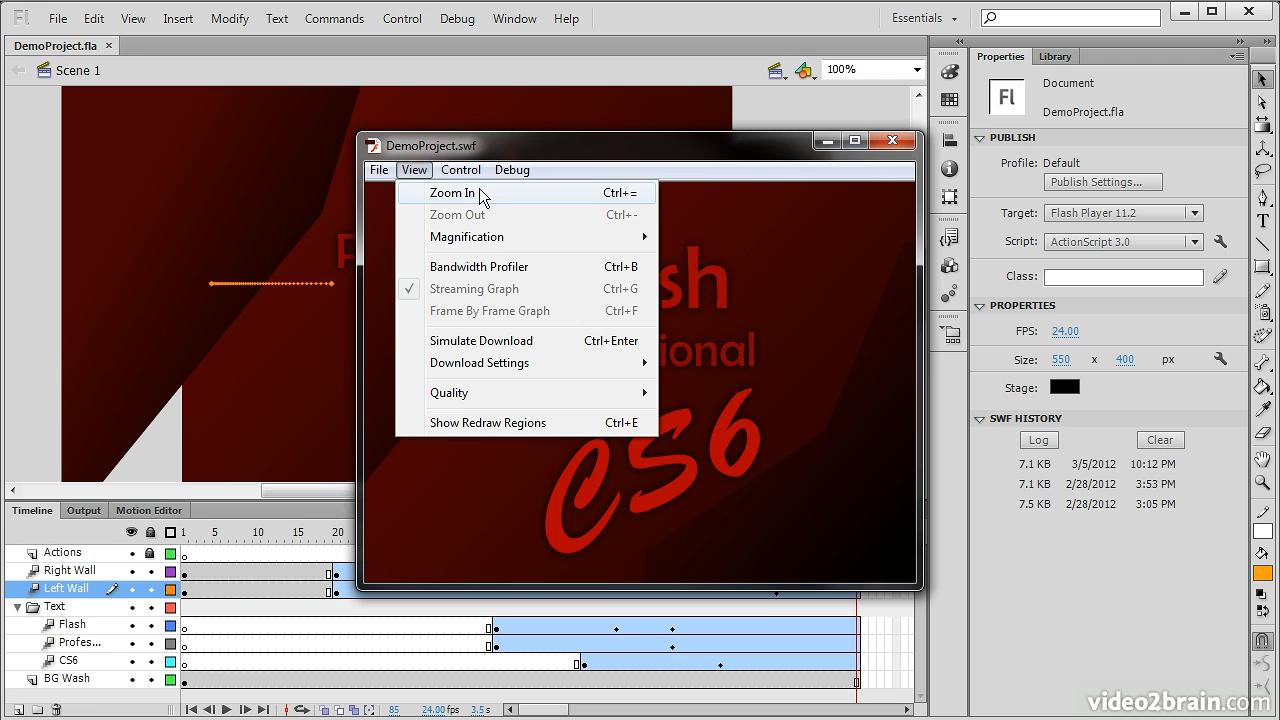 Fl File Edit View Insert Modify Text Commands Control Debug Window Help Essentials
DemoProject.fla ×
Scene 1 100%
DemoProject.swf
File View Control Debug
Zoom In Ctrl+=
Zoom Out Ctrl+-
Magnification
Bandwidth Profiler Ctrl+B
Streaming Graph Ctrl+G
Frame By Frame Graph Ctrl+F
Simulate Download Ctrl+Enter
Download Settings
Quality
Show Redraw Regions Ctrl+E
sh
ional
CS6
Properties Library
Fl
Document
DemoProject.fla
PUBLISH
Profile: Default
Publish Settings...
Target: Flash Player 11.2
Script: ActionScript 3.0
Class:
PROPERTIES
FPS: 24.00
Size: 550 x 400 px
Stage:
SWF HISTORY
Log Clear
7.1 KB 3/5/2012 10:12 PM
7.1 KB 2/28/2012 3:53 PM
7.5 KB 2/28/2012 3:05 PM
Timeline Output Motion Editor
1 5 10 15 20
Actions
Right Wall
Left Wall
Text
Flash
Profes...
CS6
BG Wash
85 24.00 fps 3.5 s
video2brain.com